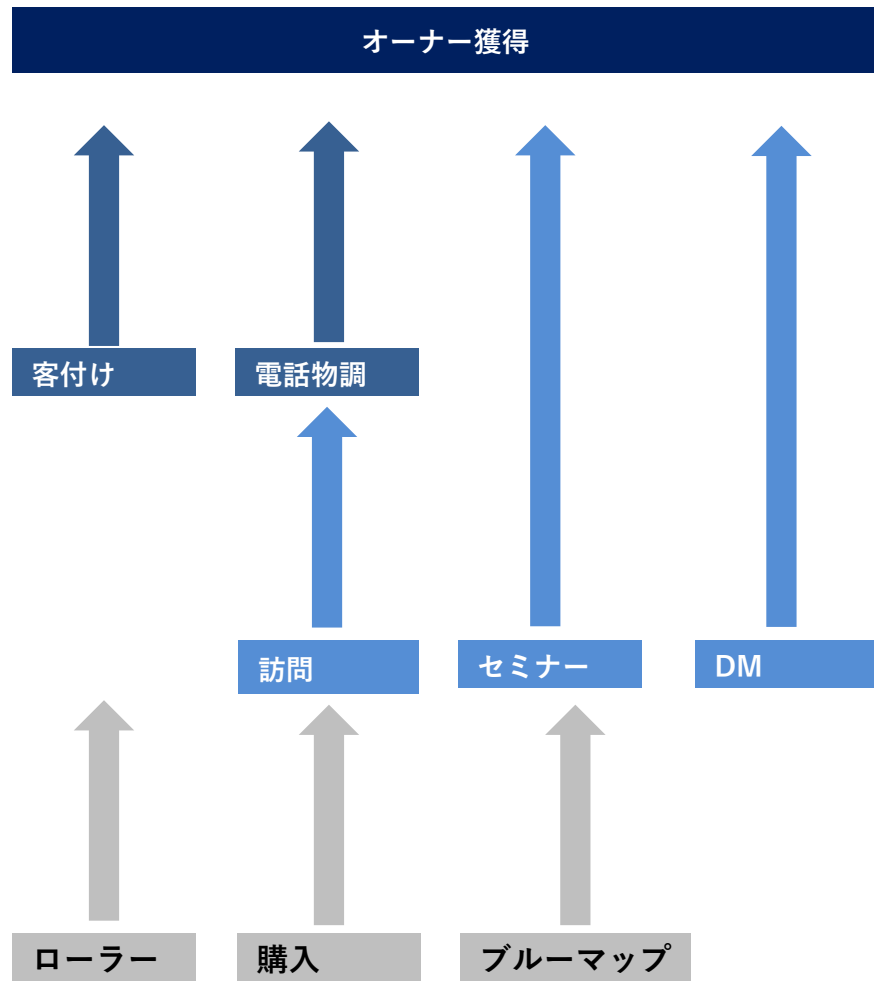 オーナー獲得
客付け
電話物調
訪問
セミナー
DM
ローラー
購入
ブルーマップ